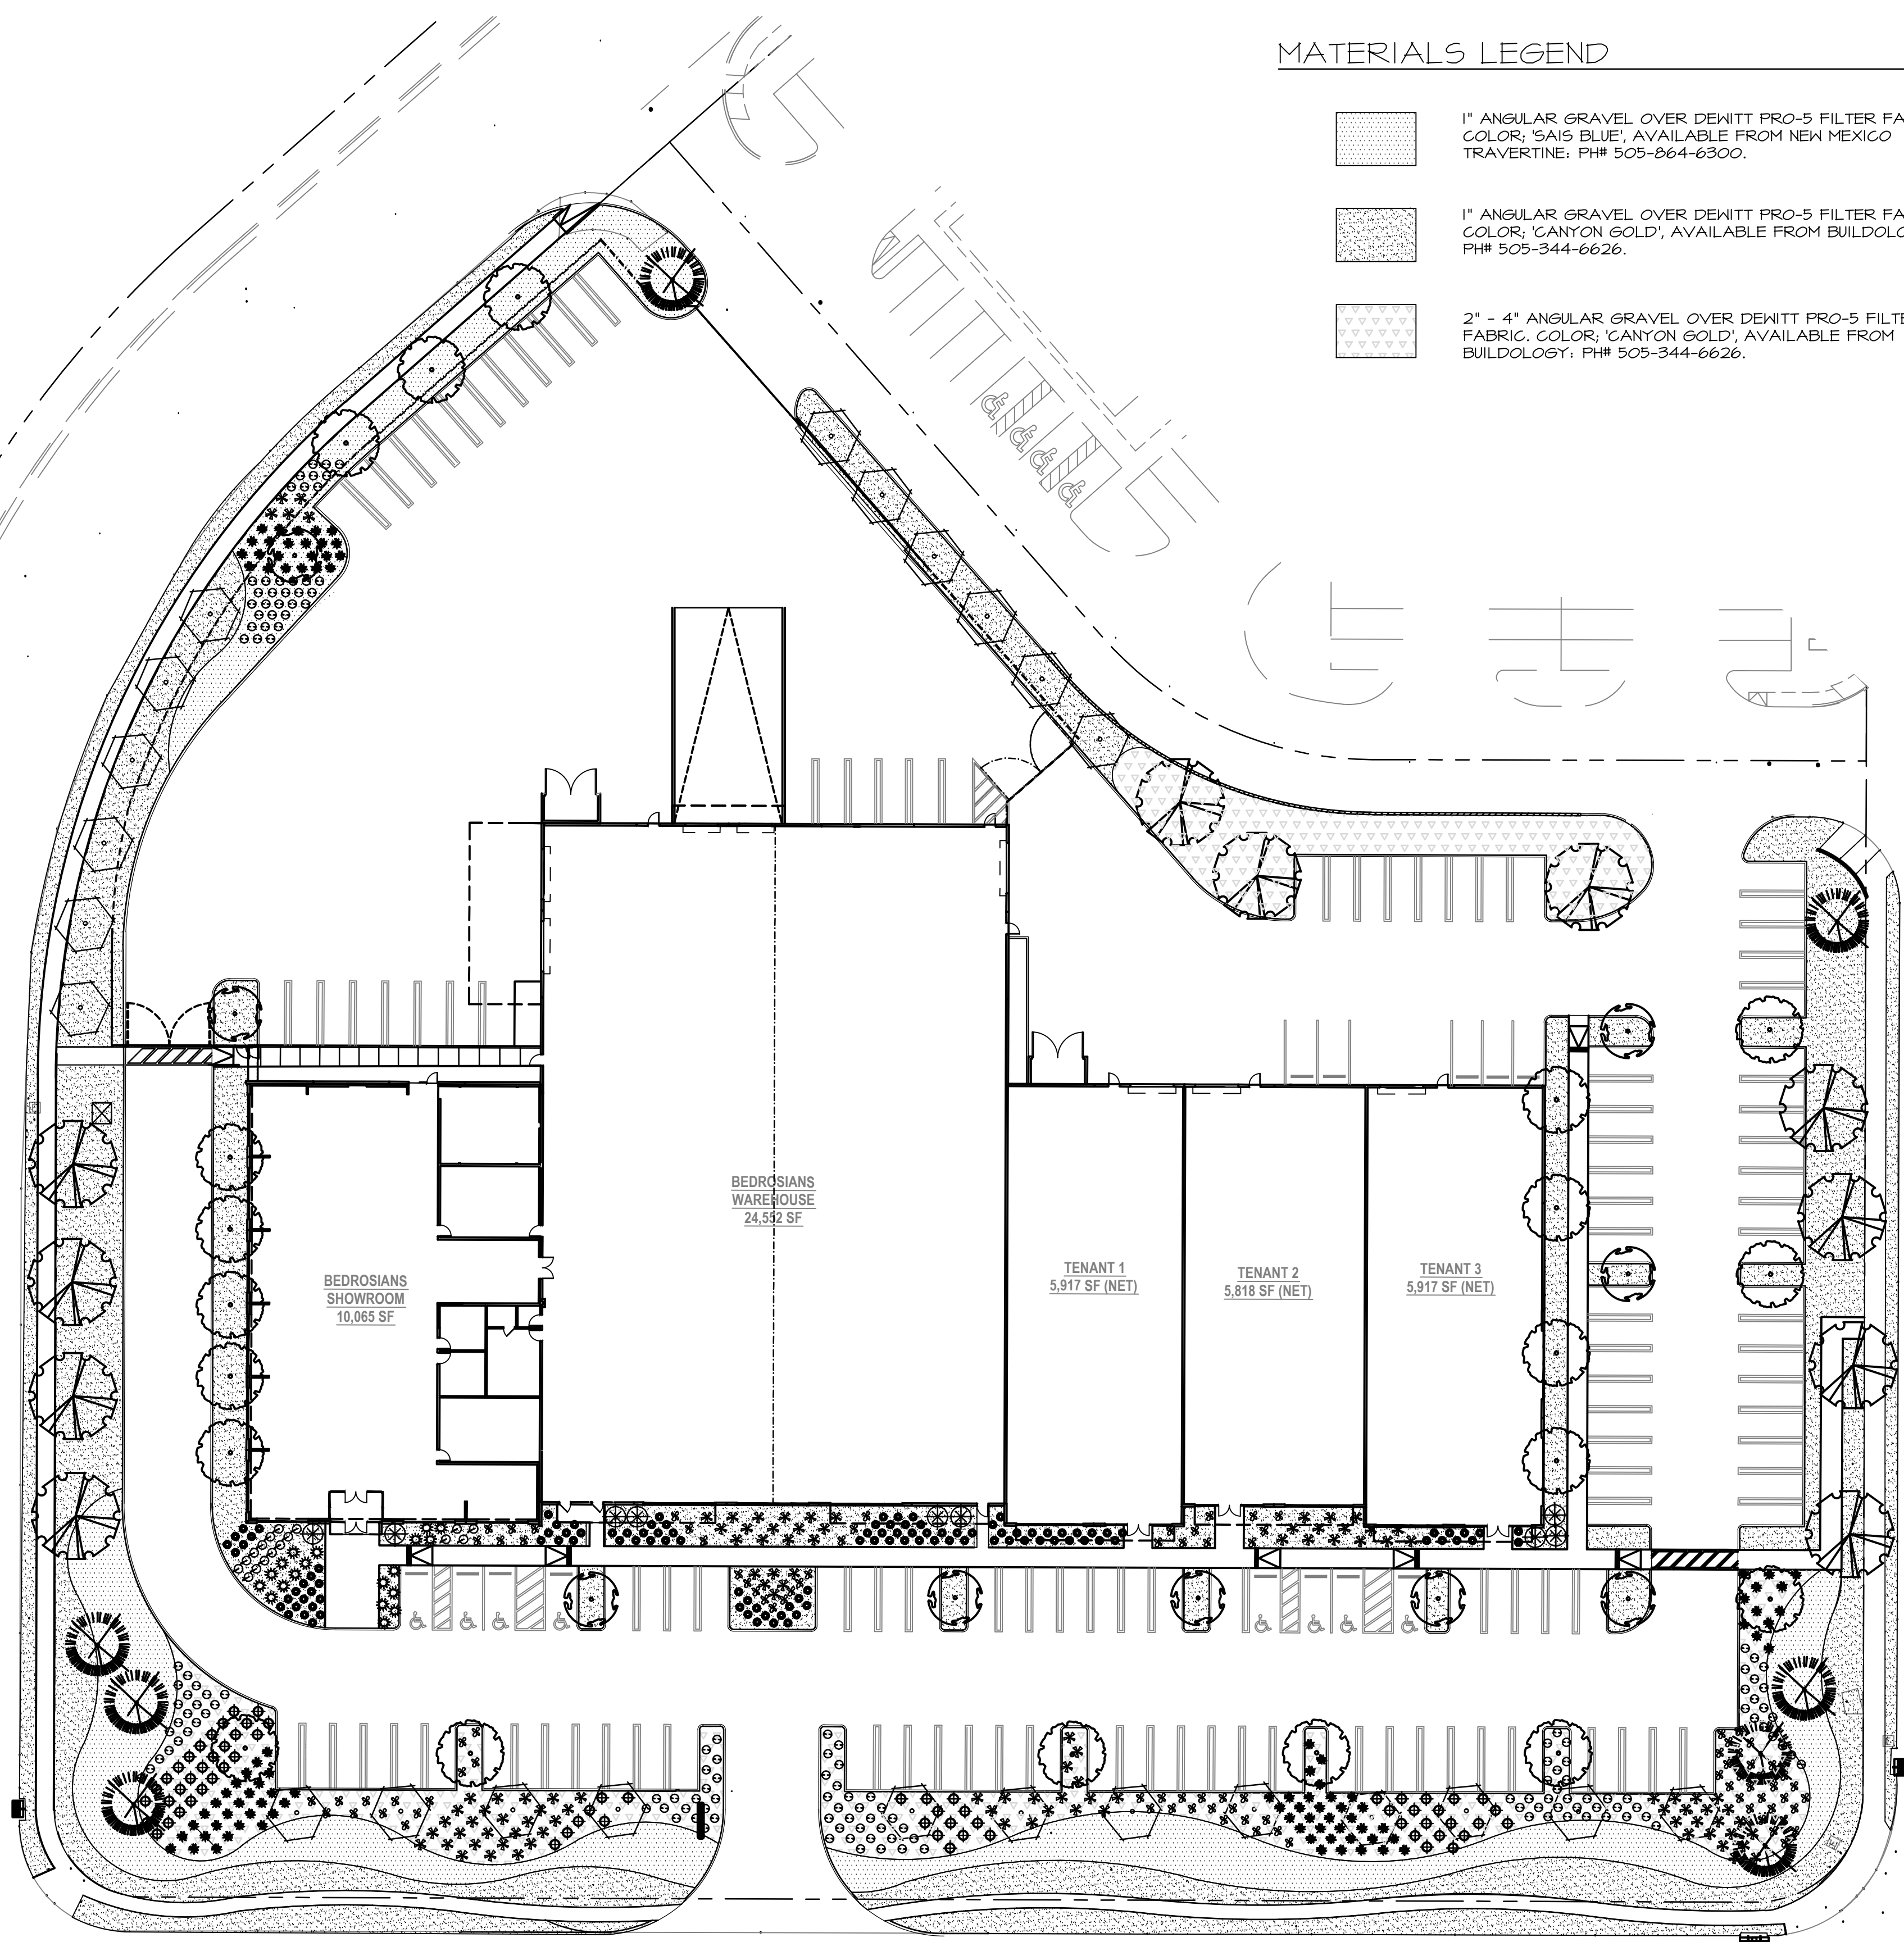 MATERIALS LEGEND
1" ANGULAR GRAVEL OVER DEWITT PRO-5 FILTER FA
COLOR; 'SAIS BLUE', AVAILABLE FROM NEW MEXICO
TRAVERTINE: PH# 505-864-6300.
1" ANGULAR GRAVEL OVER DEWITT PRO-5 FILTER FA
COLOR; 'CANYON GOLD', AVAILABLE FROM BUILDOLO
PH# 505-344-6626.
2" - 4" ANGULAR GRAVEL OVER DEWITT PRO-5 FILTE
FABRIC. COLOR; 'CANYON GOLD', AVAILABLE FROM
BUILDOLOGY: PH# 505-344-6626.
BEDROSIANS
WAREHOUSE
24,552 SF
BEDROSIANS
SHOWROOM
10,065 SF
TENANT 1
5,917 SF (NET)
TENANT 2
5,818 SF (NET)
TENANT 3
5,917 SF (NET)